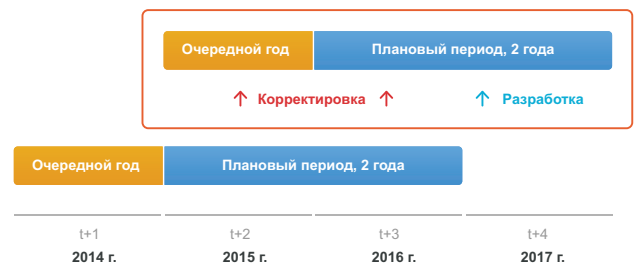 Очередной год Плановый период, 2 года
↑ Корректировка ↑ ↑ Разработка
Очередной год Плановый период, 2 года
t+1 t+2 t+3 t+4
2014 г. 2015 г. 2016 г. 2017 г.